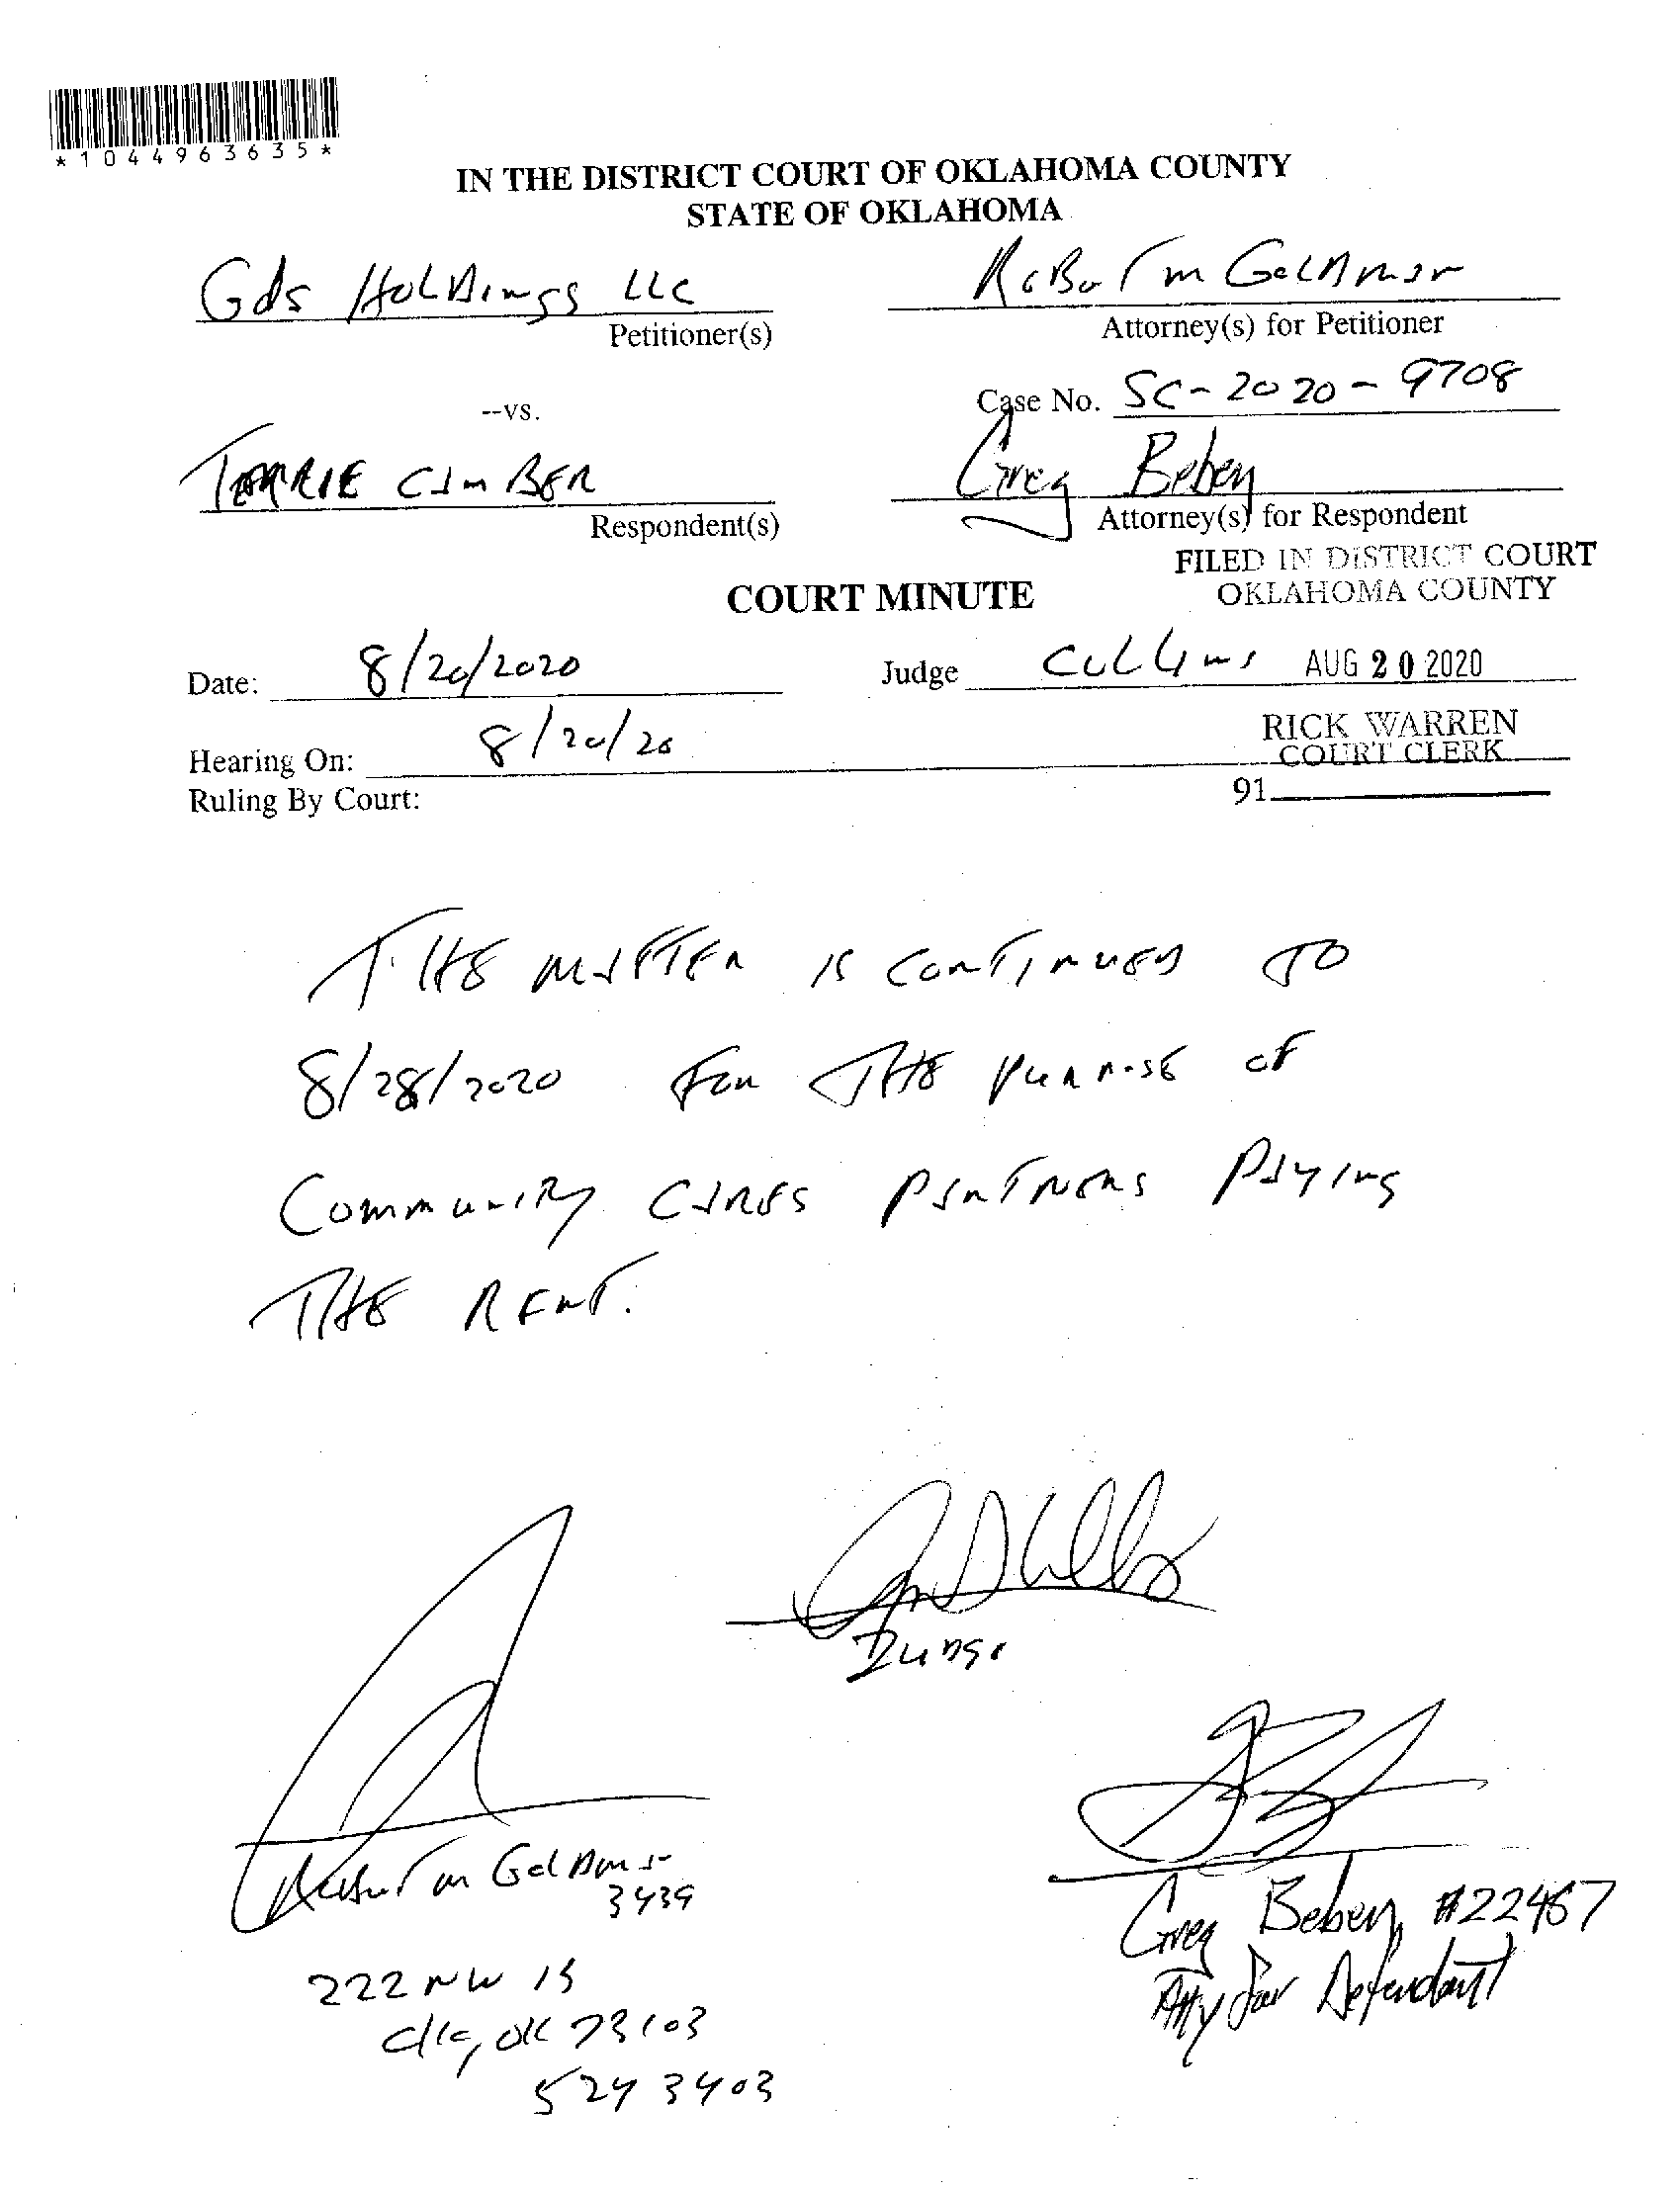 *1044963635*
IN THE DISTRICT COURT OF OKLAHOMA COUNTY
STATE OF OKLAHOMA
Gds Holdings LLC
Robert m Goldman
Petitioner(s)
Attorney(s) for Petitioner
--vs.
Case No. SC-2020-9708
TERRIE CIMBER
Greg Beben
Respondent(s)
Attorney(s) for Respondent
FILED IN DISTRICT COURT
OKLAHOMA COUNTY
COURT MINUTE
Date: 8/20/2020
Judge Collins AUG 20 2020
Hearing On: 8/20/20
RICK WARREN
COURT CLERK
Ruling By Court:
91
THE MATTER IS CONTINUED TO
8/28/2020 FOR THE PURPOSE OF
COMMUNITY CARES PARTNERS PAYING
THE RENT.
Judge
Robert m Goldman
3439
Greg Beben, #22467
Atty for Defendant
222 NW 13
OKC, OK 73103
524 3403